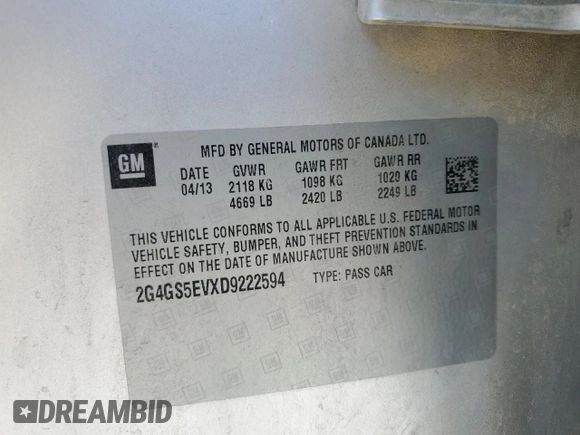 GM
MFD BY GENERAL MOTORS OF CANADA LTD.
DATE GVWR GAWR FRT GAWR RR
04/13 2118 KG 1098 KG 1020 KG
4669 LB 2420 LB 2249 LB
THIS VEHICLE CONFORMS TO ALL APPLICABLE U.S. FEDERAL MOTOR
VEHICLE SAFETY, BUMPER, AND THEFT PREVENTION STANDARDS IN
EFFECT ON THE DATE OF MANUFACTURE SHOWN ABOVE.
2G4GS5EVXD9222594 TYPE: PASS CAR
DREAMBID